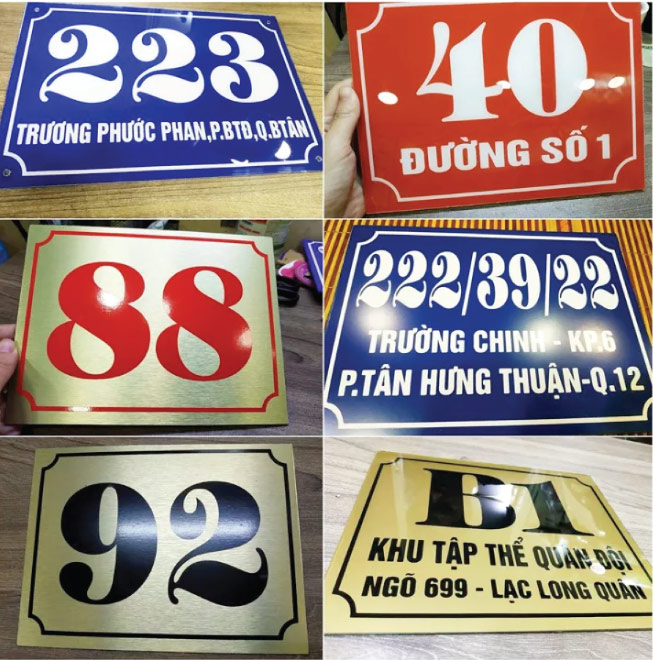 223
TRƯƠNG PHƯỚC PHAN,P.BTĐ,Q.BTÂN
40
ĐƯỜNG SỐ 1
88
222/39/22
TRƯỜNG CHINH - KP.6
P.TÂN HƯNG THUẬN-Q.12
92
B1
KHU TẬP THỂ QUÂN ĐỘI
NGÕ 699 - LẠC LONG QUÂN